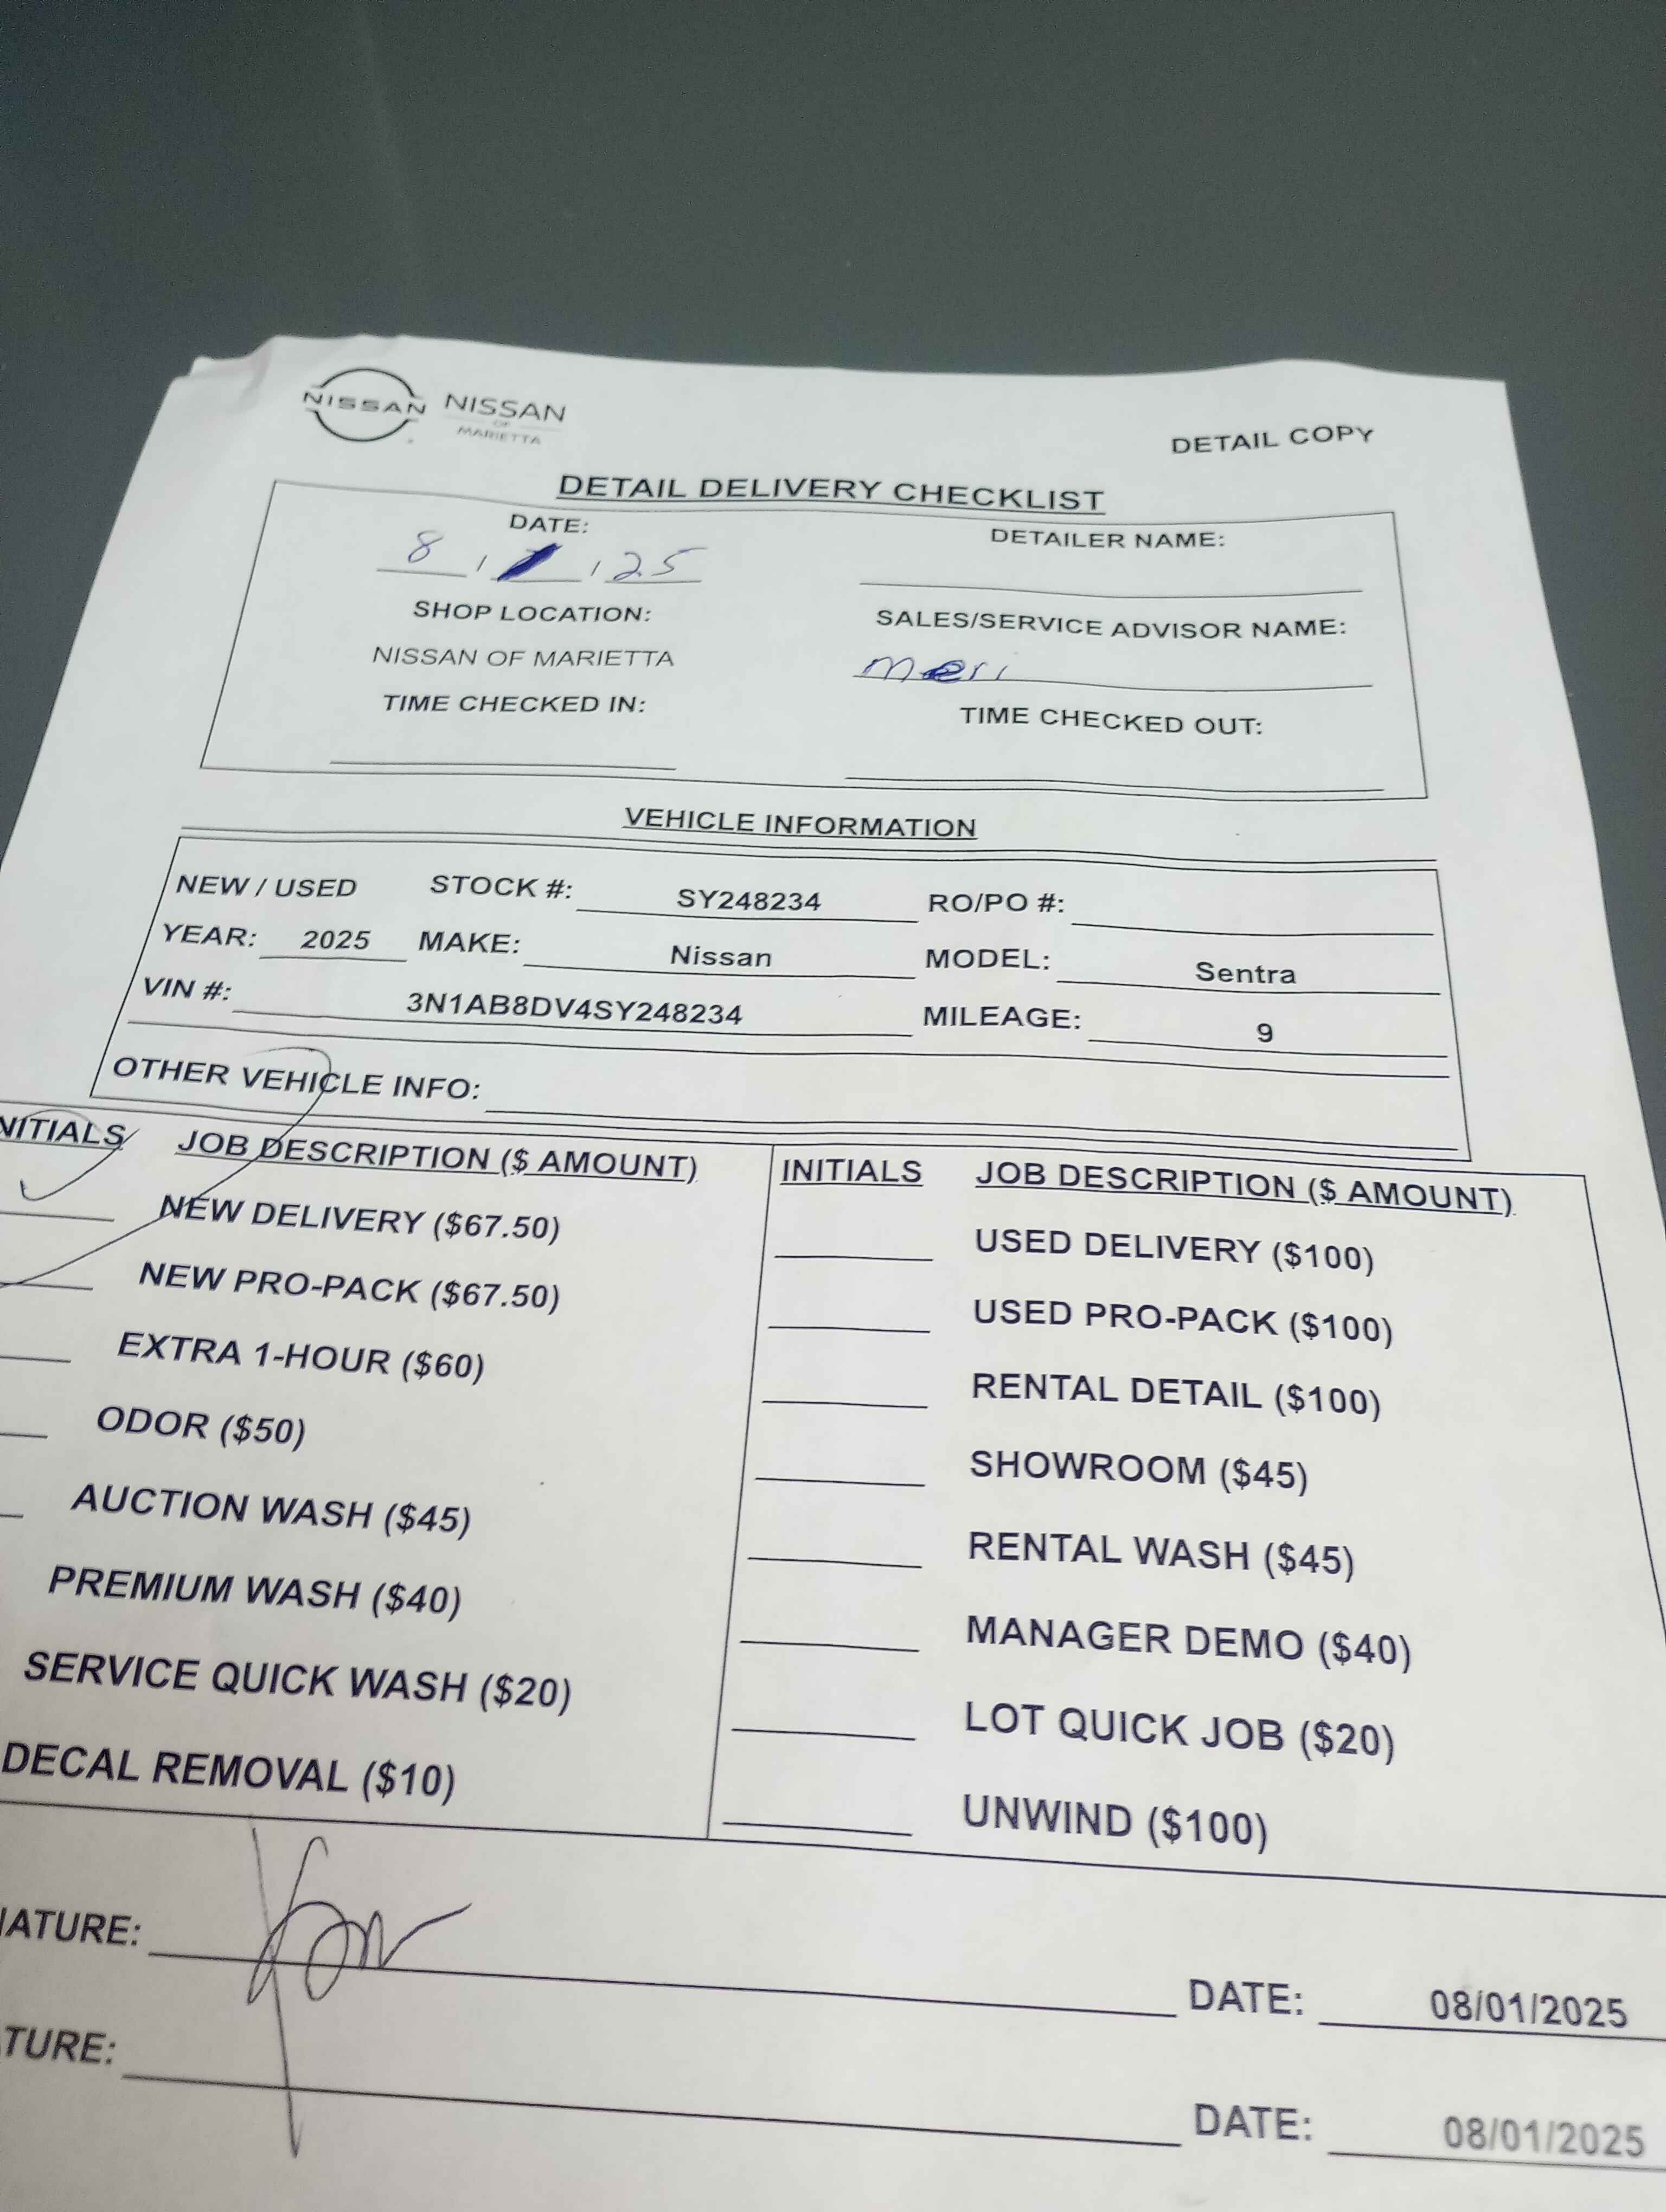 NISSAN NISSAN
OF
MARIETTA
DETAIL COPY
DETAIL DELIVERY CHECKLIST
DATE: DETAILER NAME:
8 / / 25
SHOP LOCATION: SALES/SERVICE ADVISOR NAME:
NISSAN OF MARIETTA meri
TIME CHECKED IN: TIME CHECKED OUT:
VEHICLE INFORMATION
NEW / USED STOCK #: SY248234 RO/PO #:
YEAR: 2025 MAKE: Nissan MODEL: Sentra
VIN #: 3N1AB8DV4SY248234 MILEAGE: 9
OTHER VEHICLE INFO:
NITIALS JOB DESCRIPTION ($ AMOUNT) INITIALS JOB DESCRIPTION ($ AMOUNT)
NEW DELIVERY ($67.50) USED DELIVERY ($100)
NEW PRO-PACK ($67.50) USED PRO-PACK ($100)
EXTRA 1-HOUR ($60) RENTAL DETAIL ($100)
ODOR ($50) SHOWROOM ($45)
AUCTION WASH ($45) RENTAL WASH ($45)
PREMIUM WASH ($40) MANAGER DEMO ($40)
SERVICE QUICK WASH ($20) LOT QUICK JOB ($20)
DECAL REMOVAL ($10) UNWIND ($100)
NATURE: DATE: 08/01/2025
TURE: DATE: 08/01/2025